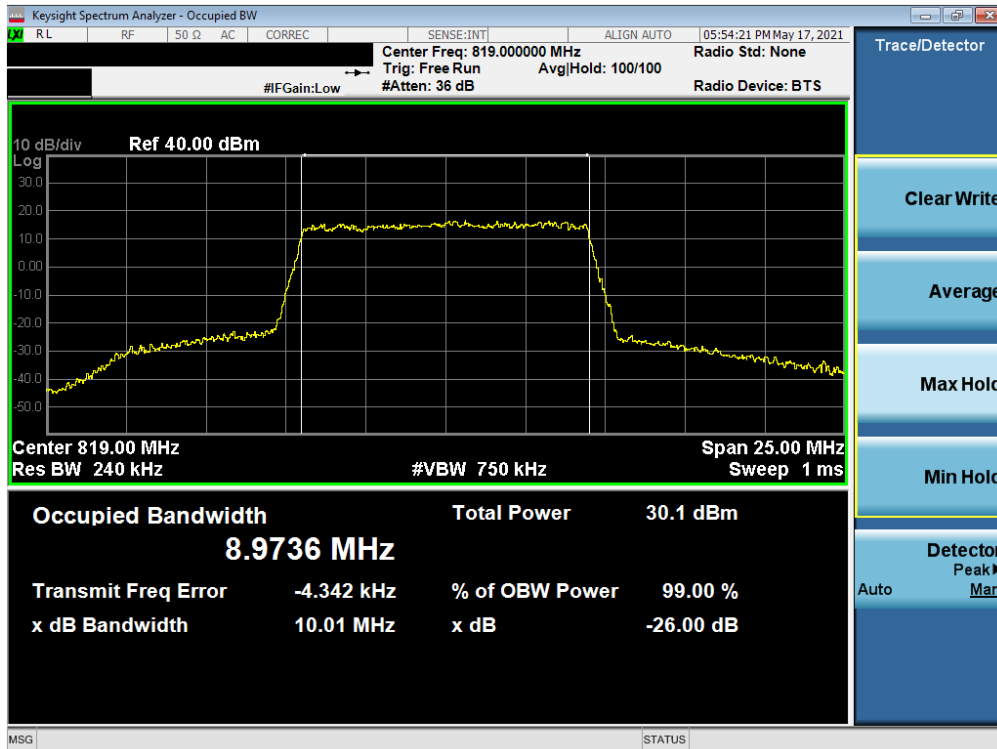 Keysight Spectrum Analyzer - Occupied BW
LXI RL RF 50 Ω AC CORREC SENSE:INT ALIGN AUTO 05:54:21 PM May 17, 2021
Center Freq: 819.000000 MHz Radio Std: None
Trig: Free Run Avg|Hold: 100/100
#IFGain:Low #Atten: 36 dB Radio Device: BTS
10 dB/div Ref 40.00 dBm
Log
30.0
20.0
10.0
0.00
-10.0
-20.0
-30.0
-40.0
-50.0
Center 819.00 MHz Span 25.00 MHz
Res BW 240 kHz #VBW 750 kHz Sweep 1 ms
Occupied Bandwidth Total Power 30.1 dBm
8.9736 MHz
Transmit Freq Error -4.342 kHz % of OBW Power 99.00 %
x dB Bandwidth 10.01 MHz x dB -26.00 dB
MSG STATUS
Trace/Detector
Clear Write
Average
Max Hold
Min Hold
Detector
Peak
Auto Man